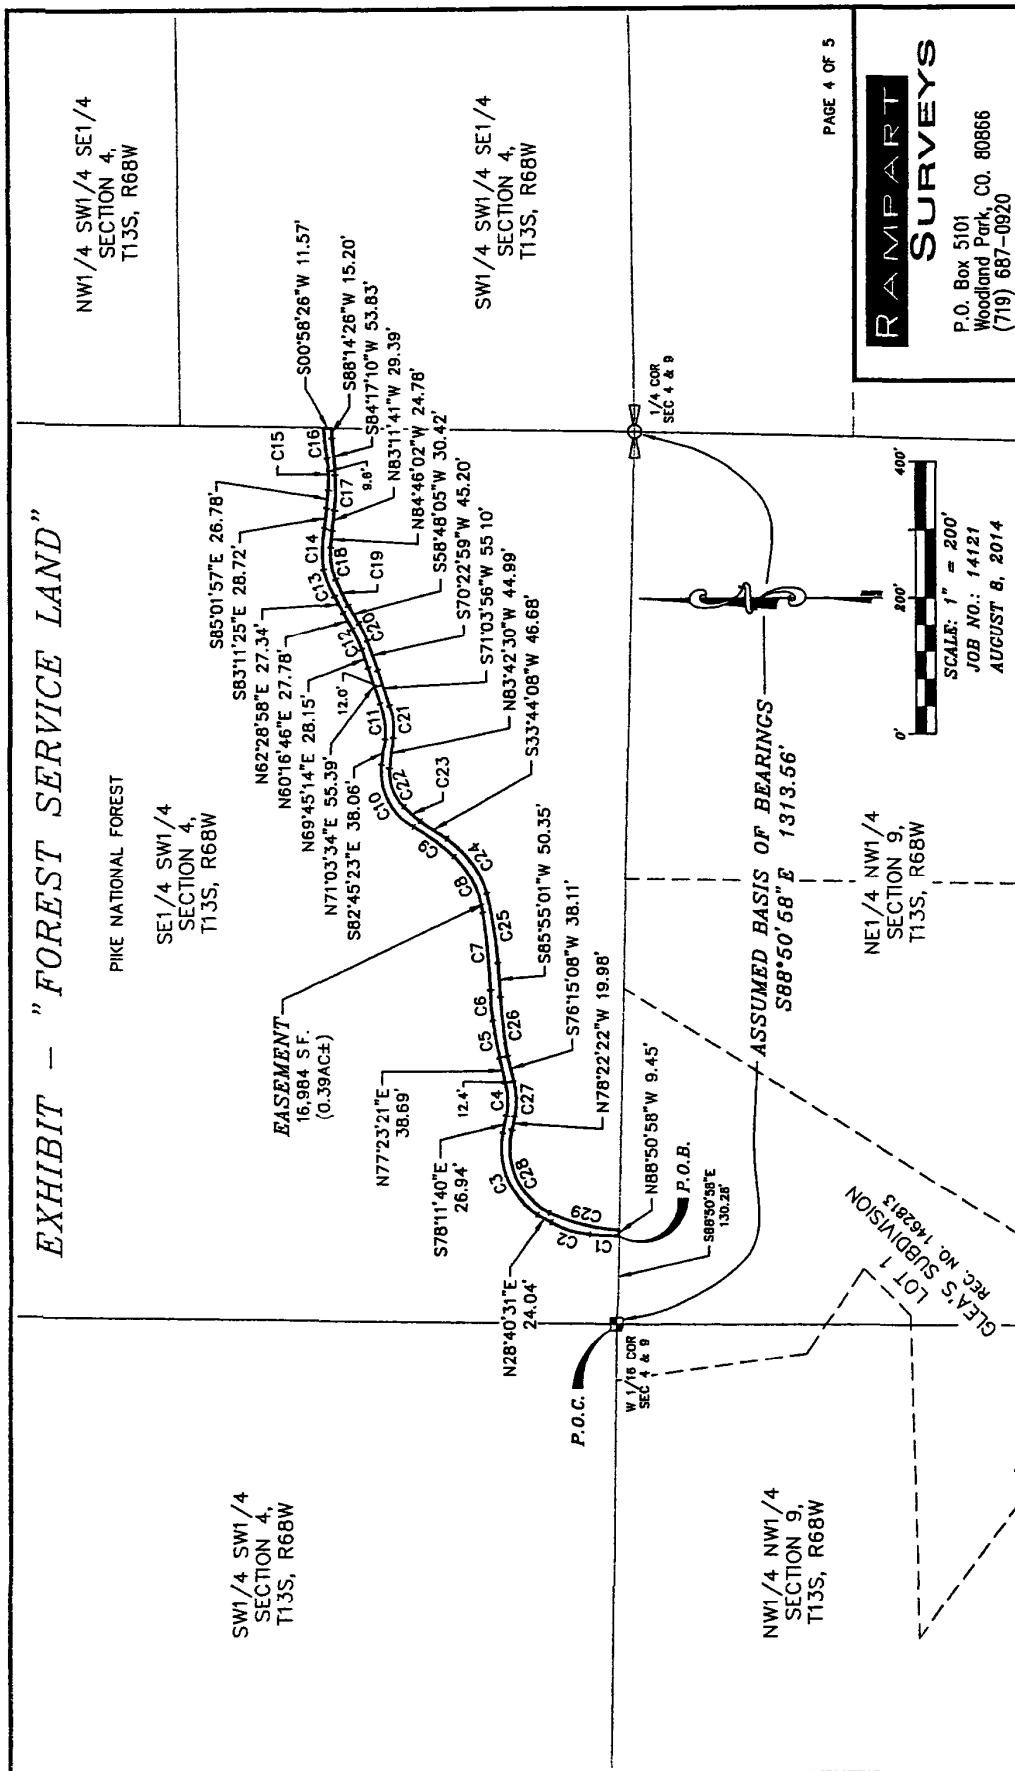 EXHIBIT – "FOREST SERVICE LAND"
PIKE NATIONAL FOREST
SW1/4 SW1/4
SECTION 4,
T13S, R68W
SE1/4 SW1/4
SECTION 4,
T13S, R68W
NW1/4 SW1/4 SE1/4
SECTION 4,
T13S, R68W
SW1/4 SW1/4 SE1/4
SECTION 4,
T13S, R68W
EASEMENT
16,984 SF.
(0.39AC±)
N28°40'31"E
24.04'
S78°11'40"E
26.94'
N77°23'21"E
38.69'
12.4'
S82°45'23"E 38.06'
N71°03'34"E 55.39'
12.0'
N69°45'14"E 28.15'
N60°16'46"E 27.78'
N62°28'58"E 27.34'
S83°11'25"E 28.72'
S85°01'57"E 26.78'
C1
C2
C3
C4
C5
C6
C7
C8
C9
C10
C11
C12
C13
C14
C15
C16
C17
C18
C19
C20
C21
C22
C23
C24
C25
C26
C27
C28
C29
S00°58'26"W 11.57'
S88°14'26"W 15.20'
S84°17'10"W 53.83'
9.6'
N83°11'41"W 29.39'
N84°46'02"W 24.78'
S58°48'05"W 30.42'
S70°22'59"W 45.20'
S71°03'56"W 55 10'
N83°42'30"W 44.99'
S33°44'08"W 46.68'
S85°55'01"W 50.35'
S76°15'08"W 38.11'
N78°22'22"W 19.98'
N88°50'58"W 9.45'
P.O.B.
S88°50'58"E
130.28'
P.O.C.
W 1/16 COR
SEC 4 & 9
1/4 COR
SEC 4 & 9
ASSUMED BASIS OF BEARINGS
S88°50'58"E 1313.56'
NW1/4 NW1/4
SECTION 9,
T13S, R68W
NE1/4 NW1/4
SECTION 9,
T13S, R68W
LOT 1
GLEA'S SUBDIVISION
REC. NO. 1462813
0'
200'
400'
SCALE: 1" = 200'
JOB NO.: 14121
AUGUST 8, 2014
PAGE 4 OF 5
RAMPART
SURVEYS
P.O. Box 5101
Woodland Park, CO. 80866
(719) 687-0920